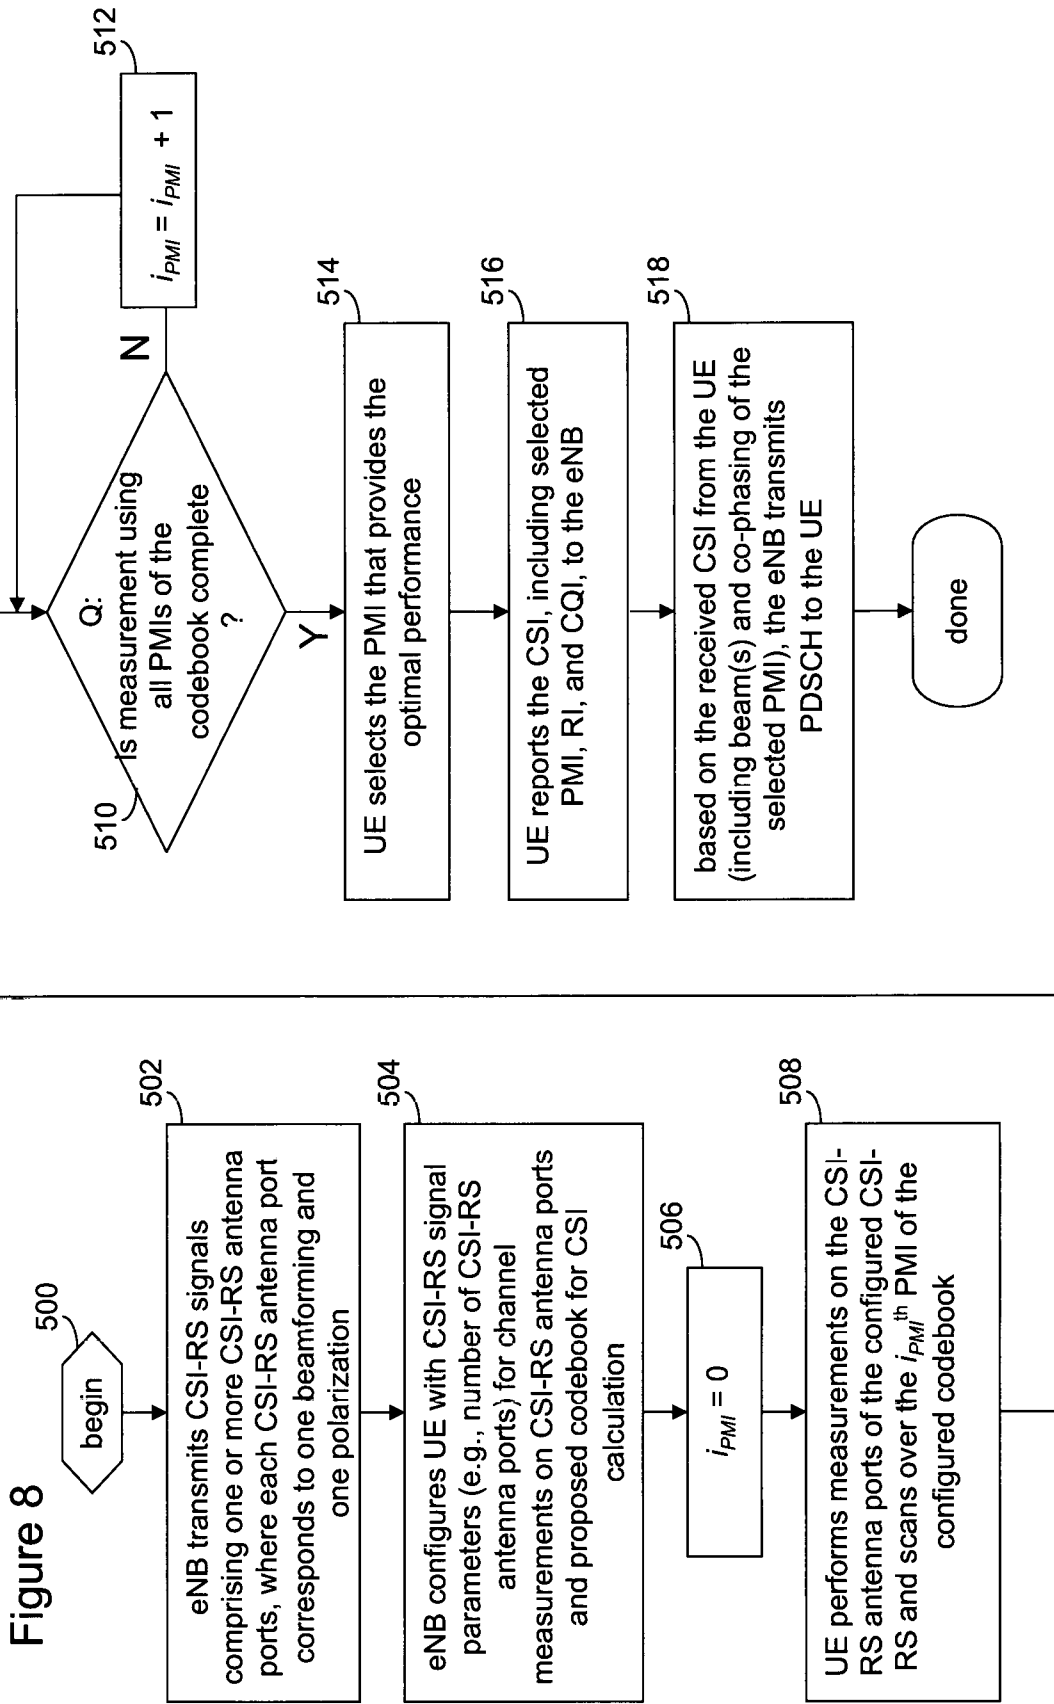 Figure 8
500
begin
502
eNB transmits CSI-RS signals
comprising one or more CSI-RS antenna
ports, where each CSI-RS antenna port
corresponds to one beamforming and
one polarization
504
eNB configures UE with CSI-RS signal
parameters (e.g., number of CSI-RS
antenna ports) for channel
measurements on CSI-RS antenna ports
and proposed codebook for CSI
calculation
506
iPMI = 0
508
UE performs measurements on the CSI-
RS antenna ports of the configured CSI-
RS and scans over the iPMIth PMI of the
configured codebook
510
Q:
is measurement using
all PMIs of the
codebook complete
?
N
512
iPMI = iPMI + 1
Y
514
UE selects the PMI that provides the
optimal performance
516
UE reports the CSI, including selected
PMI, RI, and CQI, to the eNB
518
based on the received CSI from the UE
(including beam(s) and co-phasing of the
selected PMI), the eNB transmits
PDSCH to the UE
done